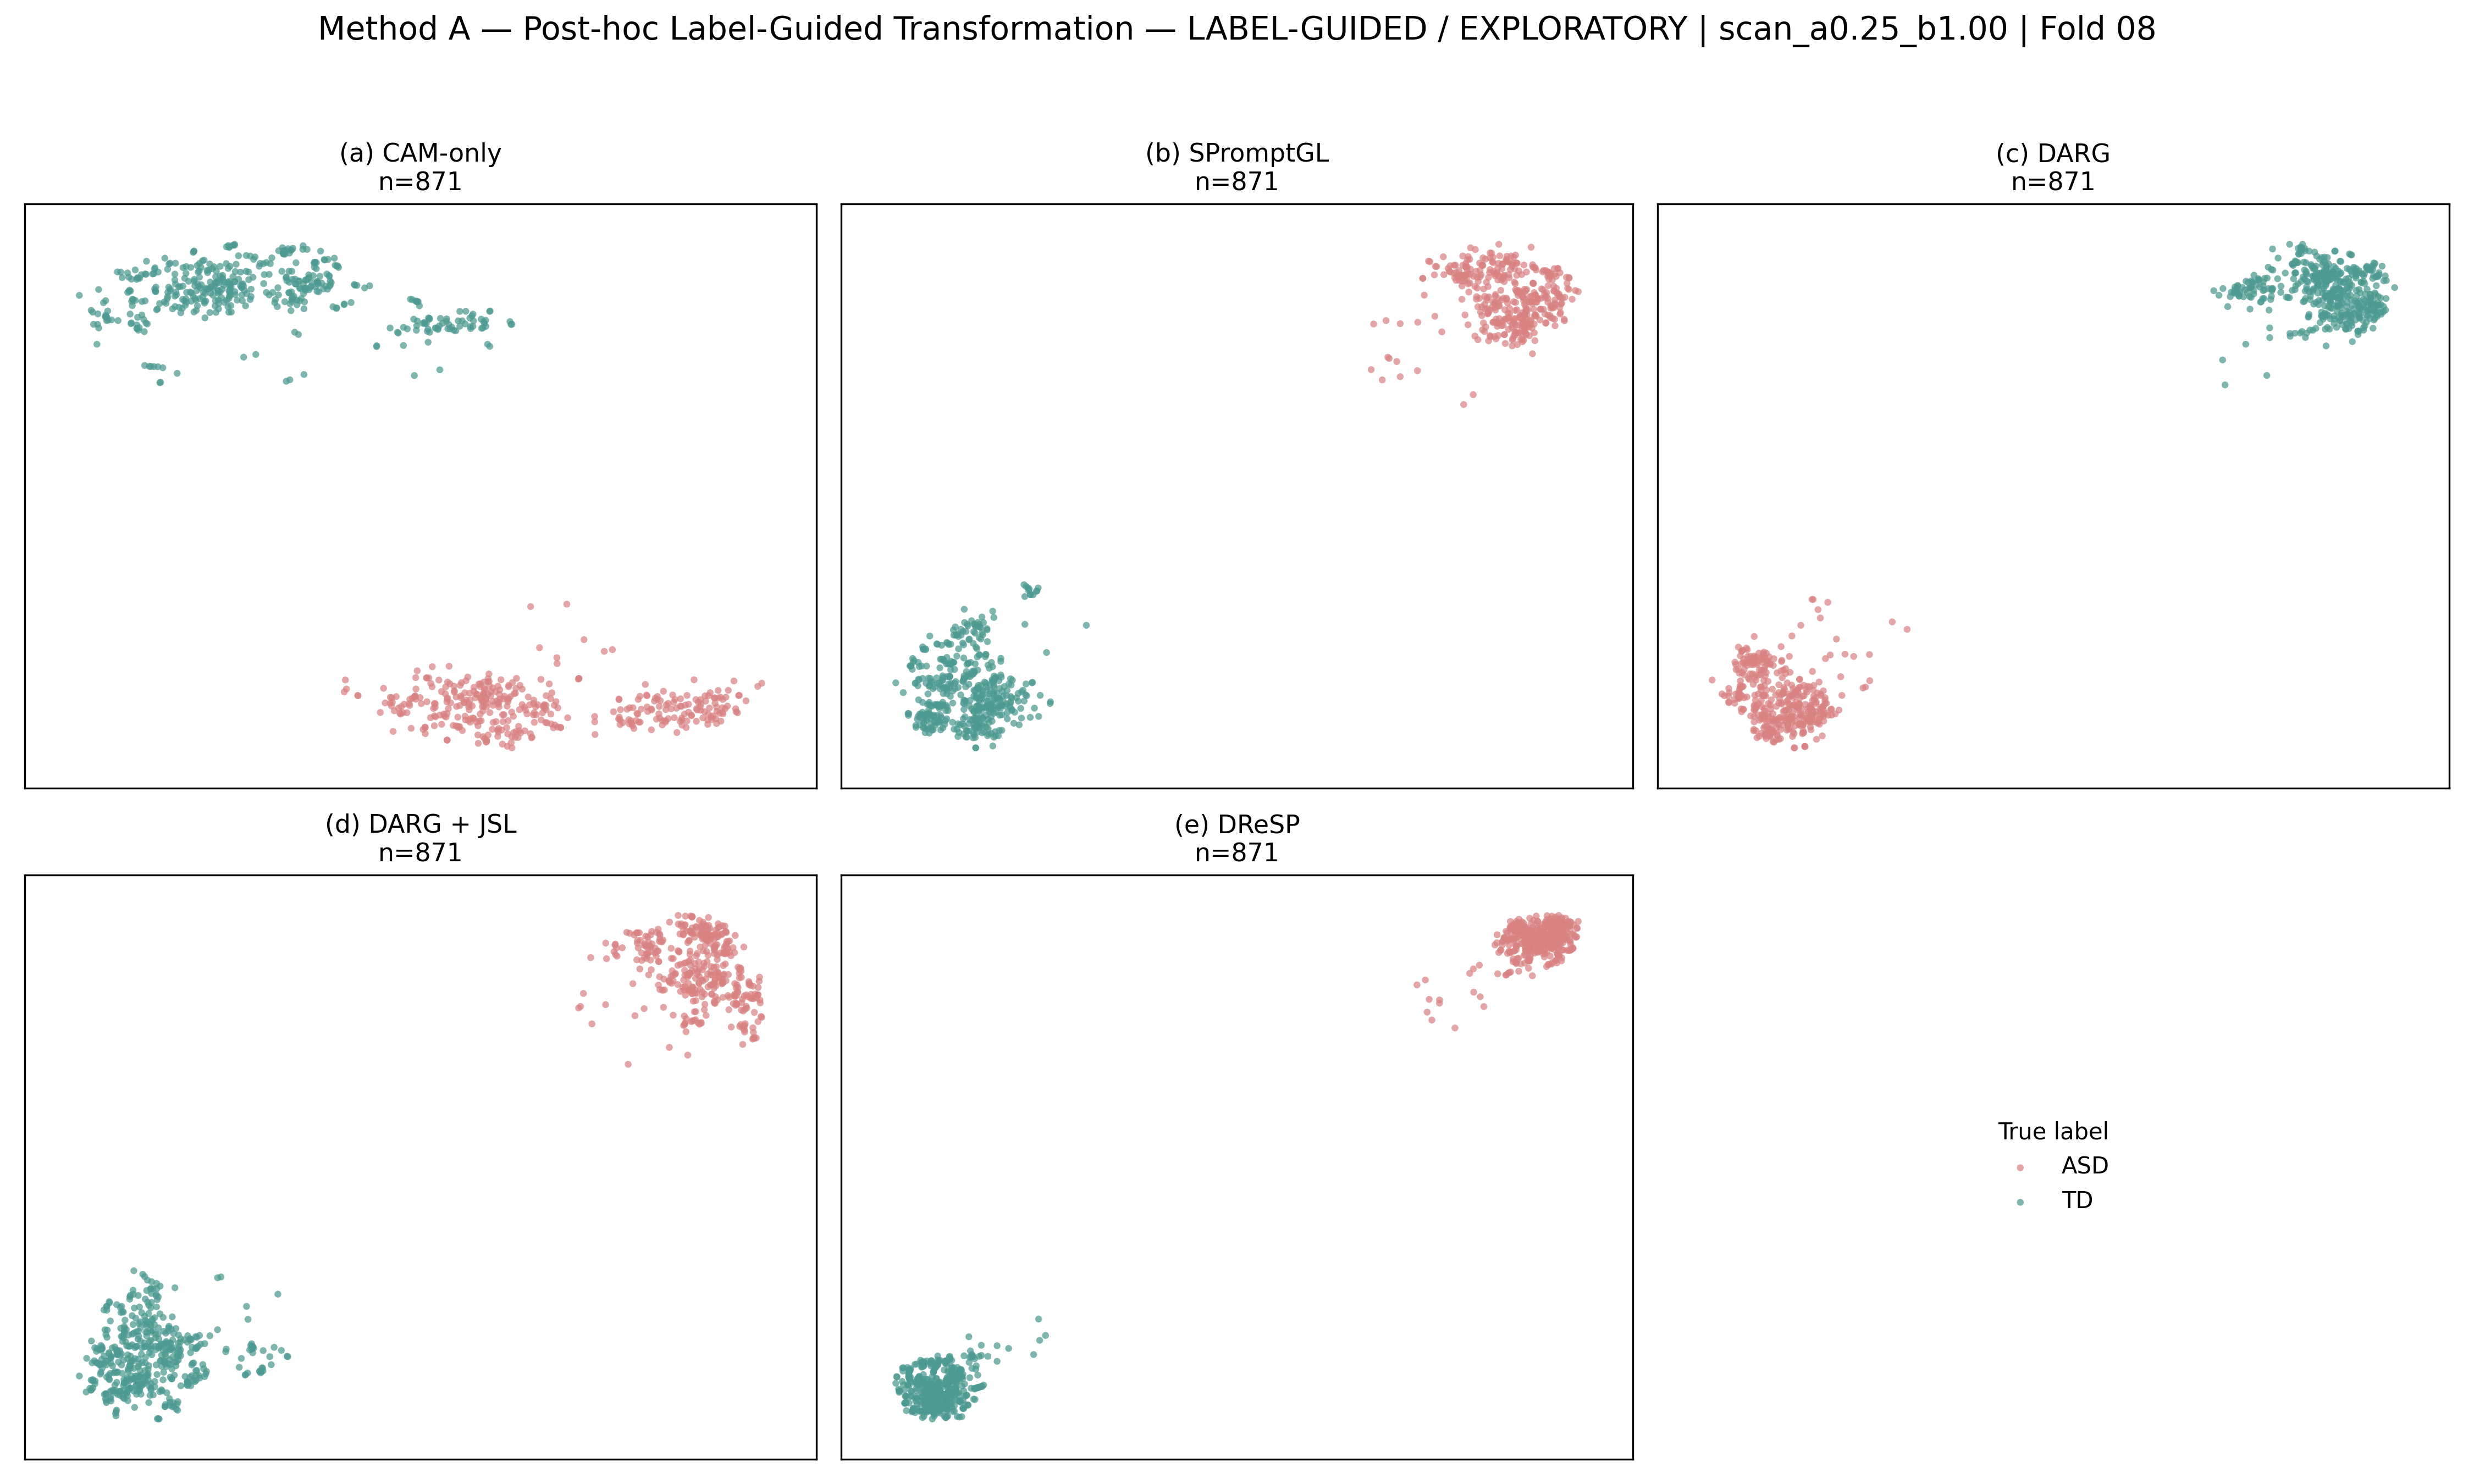 Method A — Post-hoc Label-Guided Transformation — LABEL-GUIDED / EXPLORATORY | scan_a0.25_b1.00 | Fold 08
(a) CAM-only
n=871
(b) SPromptGL
n=871
(c) DARG
n=871
(d) DARG + JSL
n=871
(e) DReSP
n=871
True label
ASD
TD